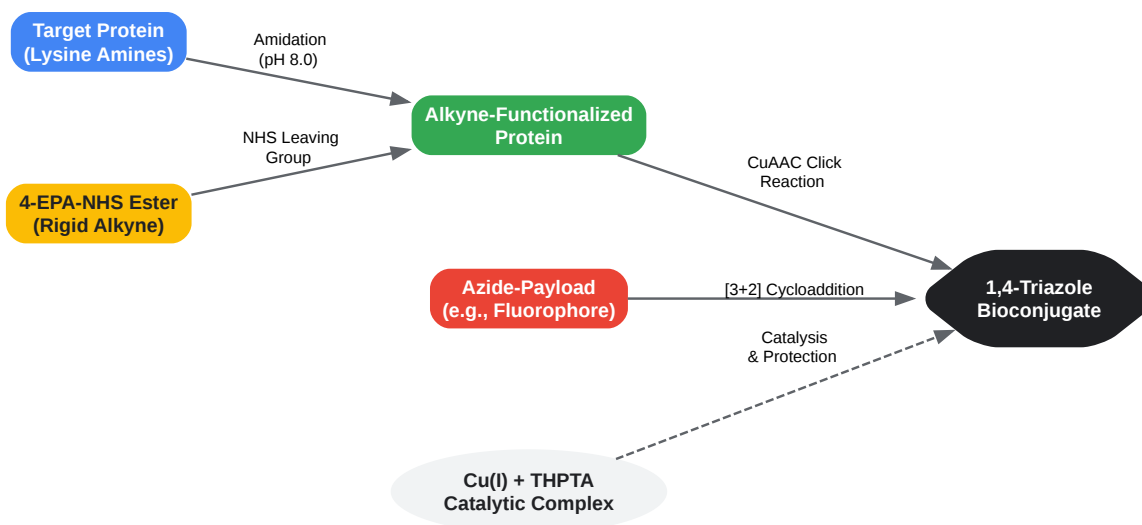 Target Protein
(Lysine Amines)
Amidation
(pH 8.0)
Alkyne-Functionalized
Protein
NHS Leaving
Group
4-EPA-NHS Ester
(Rigid Alkyne)
CuAAC Click
Reaction
Azide-Payload
(e.g., Fluorophore)
[3+2] Cycloaddition
1,4-Triazole
Bioconjugate
Catalysis
& Protection
Cu(I) + THPTA
Catalytic Complex